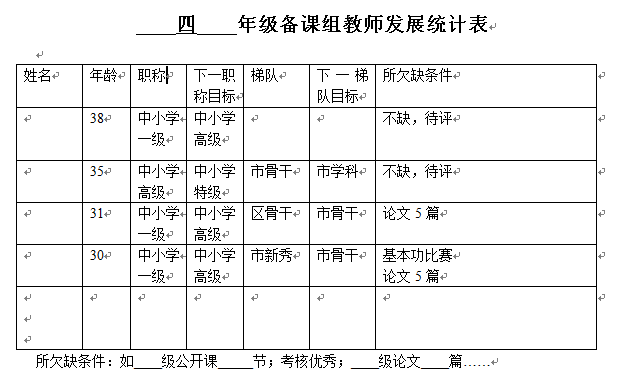 ____四____年级备课组教师发展统计表
姓名 年龄 职称 下一职称目标 梯队 下一梯队目标 所欠缺条件
38 中小学一级 中小学高级 不缺，待评
35 中小学高级 中小学特级 市骨干 市学科 不缺，待评
31 中小学一级 中小学高级 区骨干 市骨干 论文 5 篇
30 中小学一级 中小学高级 市新秀 市骨干 基本功比赛
论文 5 篇
所欠缺条件：如____级公开课_____节；考核优秀；____级论文____篇……